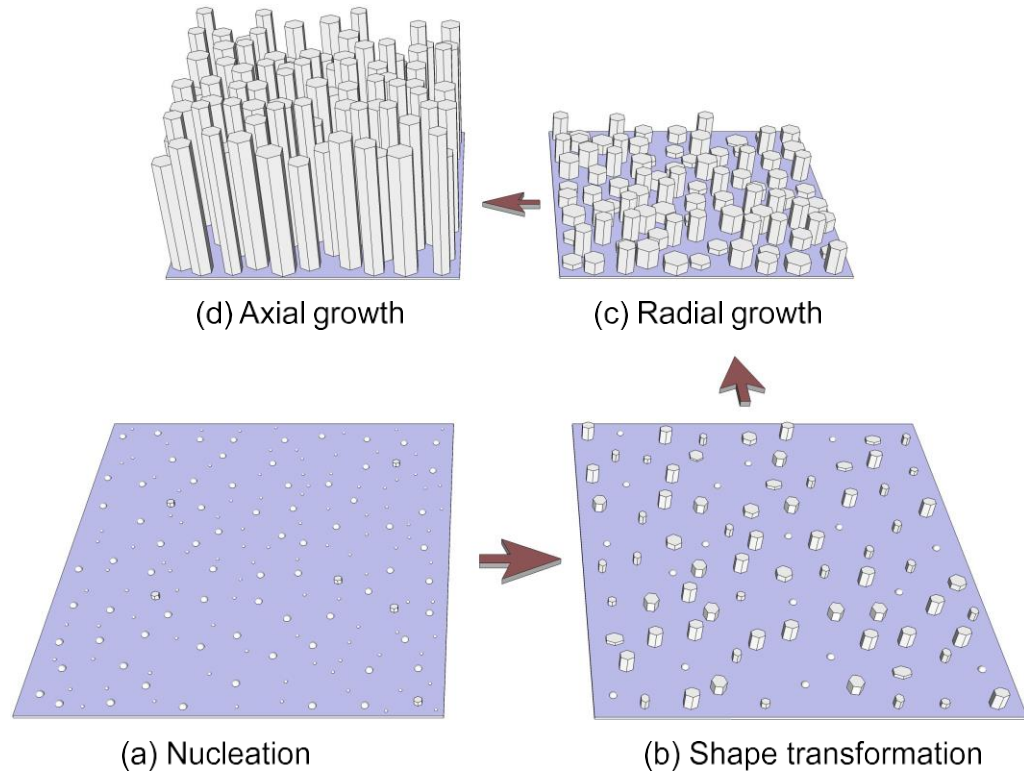 (d) Axial growth
(c) Radial growth
(a) Nucleation
(b) Shape transformation